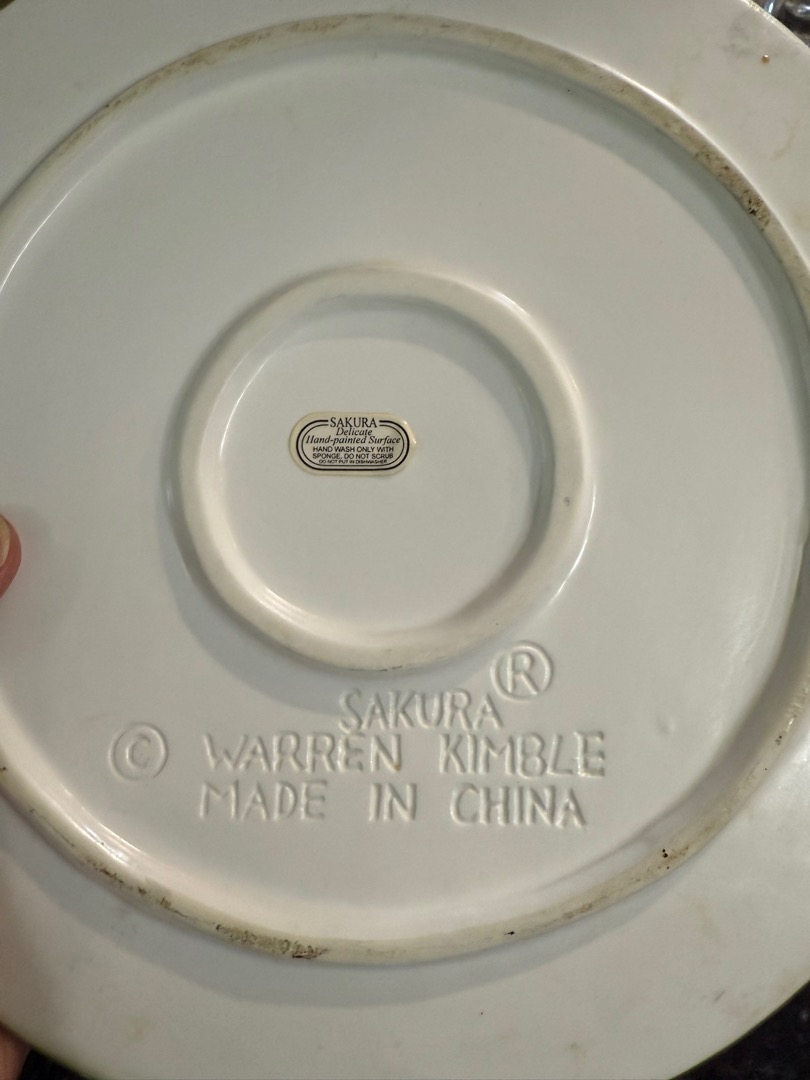 SAKURA
Delicate
Hand-painted Surface
HAND WASH ONLY WITH
SPONGE. DO NOT SCRUB
DO NOT PUT IN DISHWASHER
SAKURA ®
© WARREN KIMBLE
MADE IN CHINA